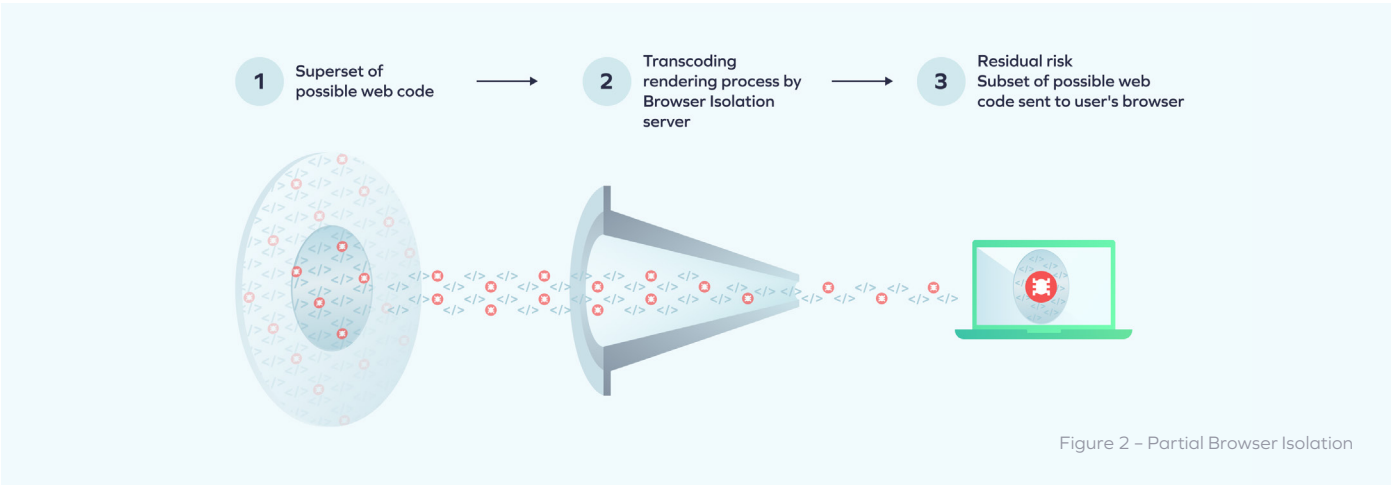 1
Superset of
possible web code
2
Transcoding
rendering process by
Browser Isolation
server
3
Residual risk
Subset of possible web
code sent to user's browser
Figure 2 – Partial Browser Isolation